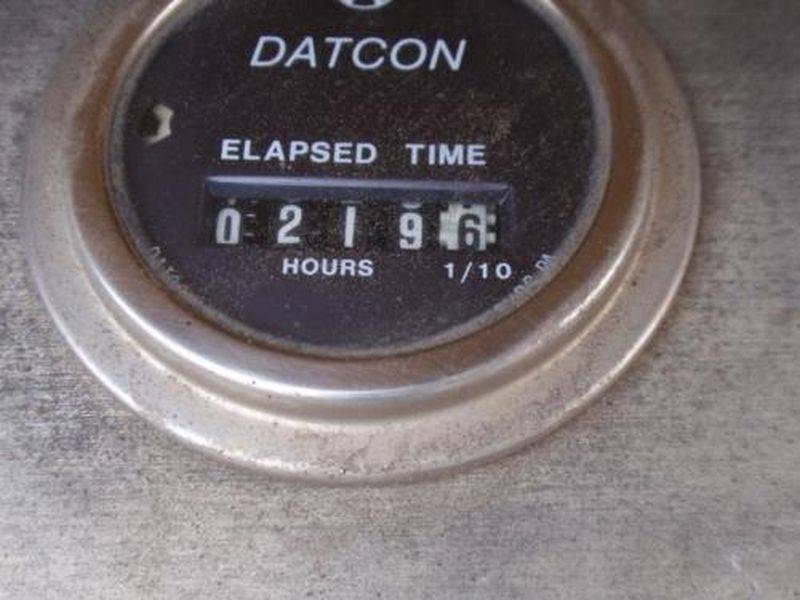 DATCON
ELAPSED TIME
0 2 1 9 6
HOURS 1/10